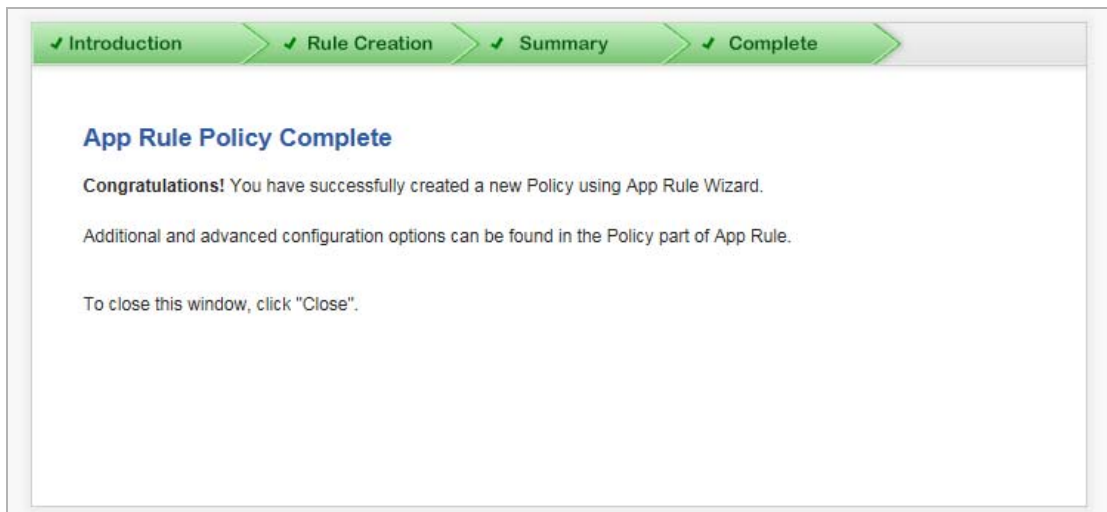 Introduction Rule Creation Summary Complete
App Rule Policy Complete
Congratulations! You have successfully created a new Policy using App Rule Wizard.
Additional and advanced configuration options can be found in the Policy part of App Rule.
To close this window, click "Close".